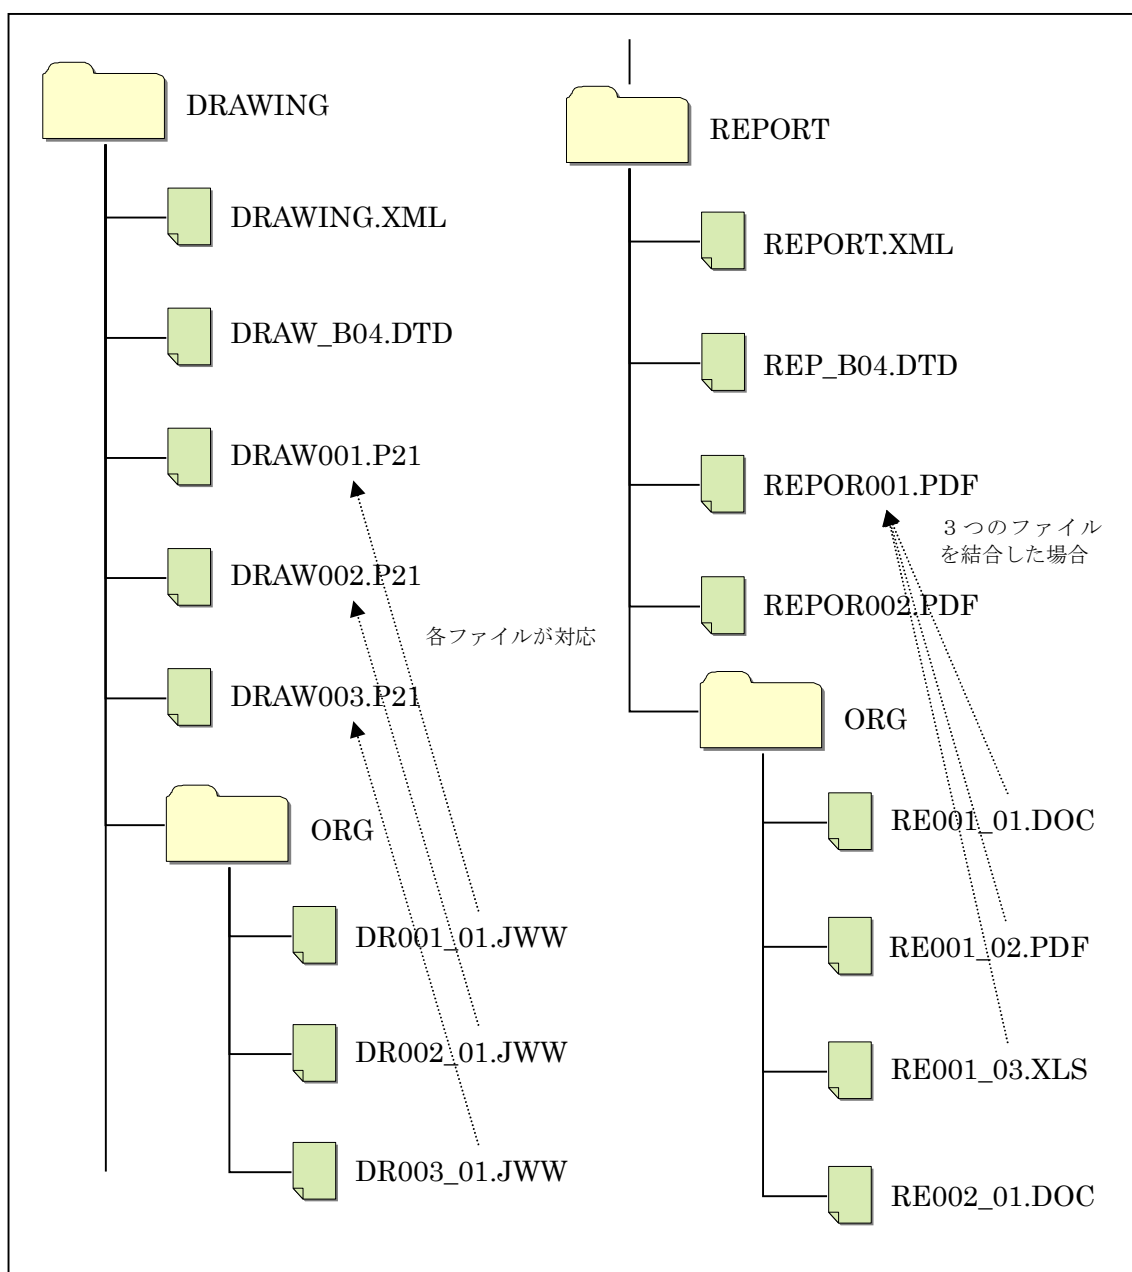 DRAWING
DRAWING.XML
DRAW_B04.DTD
DRAW001.P21
DRAW002.P21
各ファイルが対応
DRAW003.P21
ORG
DR001_01.JWW
DR002_01.JWW
DR003_01.JWW
REPORT
REPORT.XML
REP_B04.DTD
REPOR001.PDF
３つのファイル
を結合した場合
REPOR002.PDF
ORG
RE001_01.DOC
RE001_02.PDF
RE001_03.XLS
RE002_01.DOC